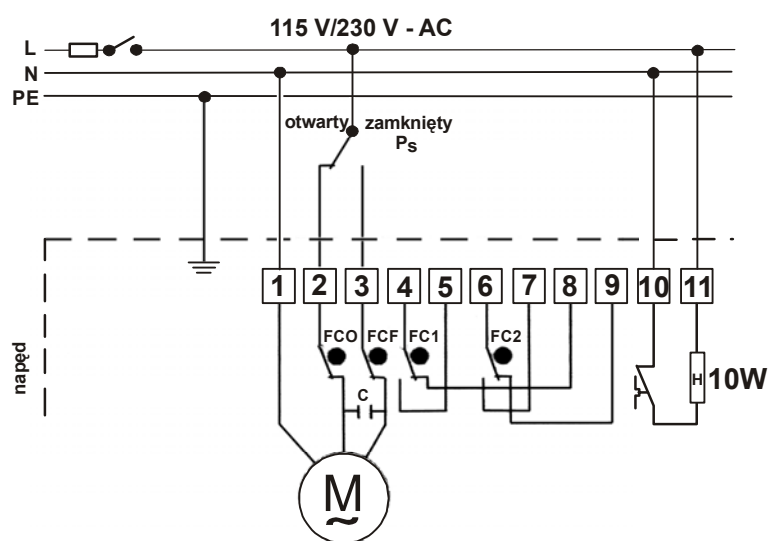 115 V/230 V - AC
L
N
PE
otwarty zamknięty
Ps
1 2 3 4 5 6 7 8 9 10 11
napęd
FCO FCF FC1 FC2
C
H 10W
M
~